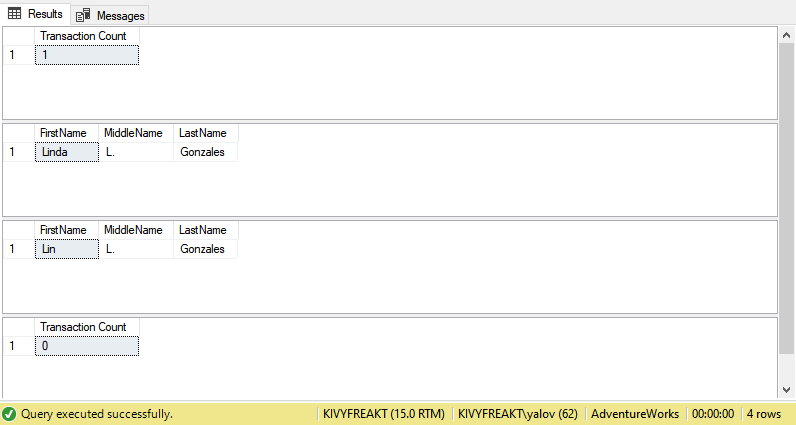 Results Messages
Transaction Count
1 1
FirstName MiddleName LastName
1 Linda L. Gonzales
FirstName MiddleName LastName
1 Lin L. Gonzales
Transaction Count
1 0
Query executed successfully. KIVYFREAKT (15.0 RTM) KIVYFREAKT\yalov (62) AdventureWorks 00:00:00 4 rows